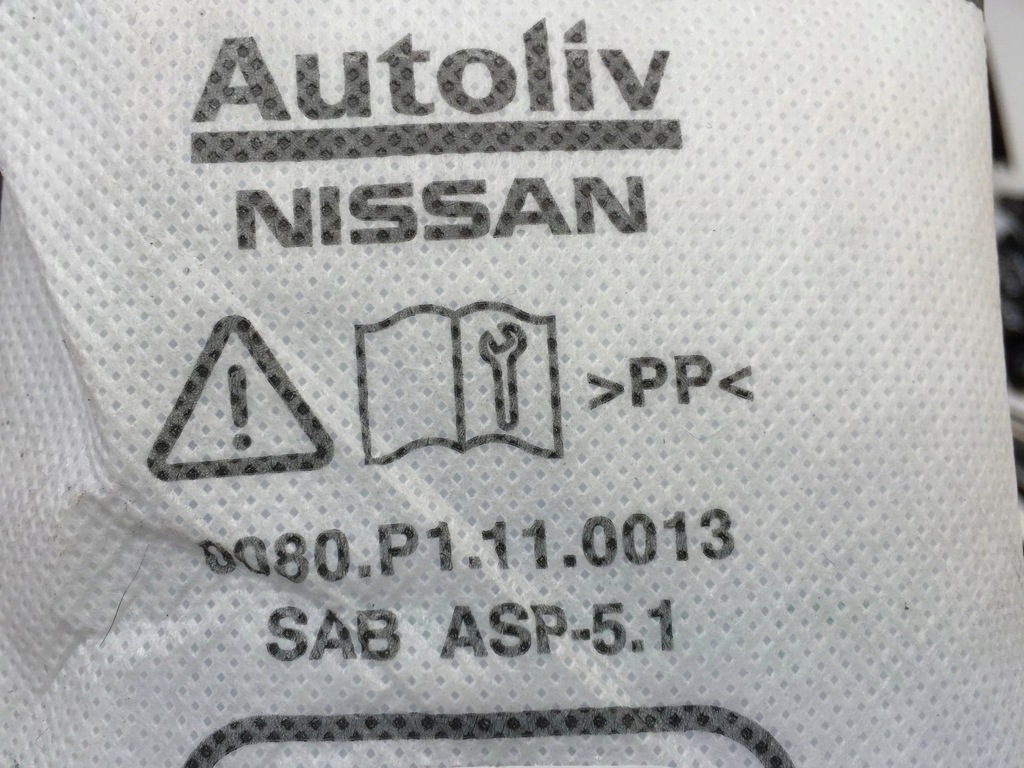 Autoliv
NISSAN
>PP<
0080.P1.11.0013
SAB ASP-5.1